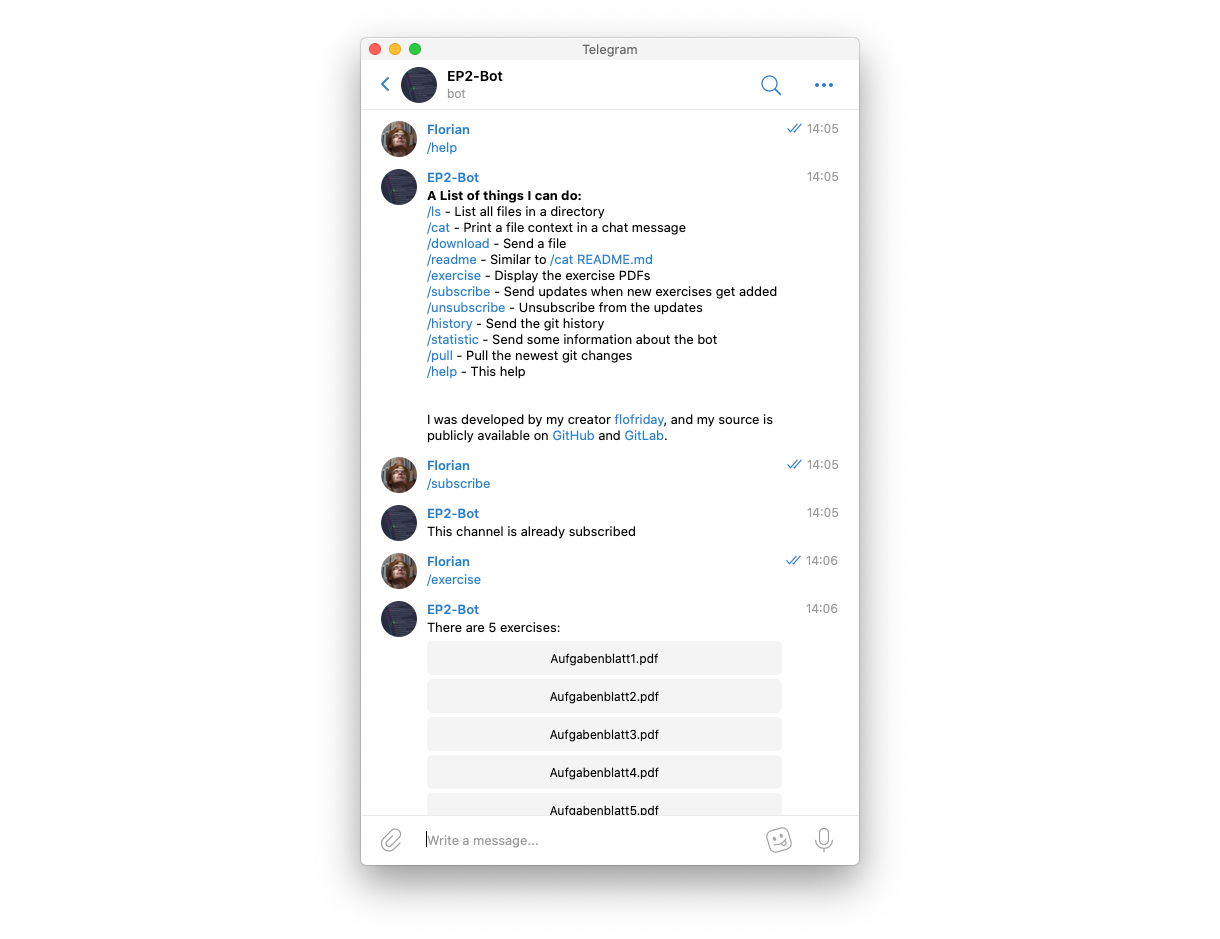 Telegram
EP2-Bot
bot
Florian 14:05
/help
EP2-Bot 14:05
A List of things I can do:
/ls - List all files in a directory
/cat - Print a file context in a chat message
/download - Send a file
/readme - Similar to /cat README.md
/exercise - Display the exercise PDFs
/subscribe - Send updates when new exercises get added
/unsubscribe - Unsubscribe from the updates
/history - Send the git history
/statistic - Send some information about the bot
/pull - Pull the newest git changes
/help - This help
I was developed by my creator flofriday, and my source is
publicly available on GitHub and GitLab.
Florian 14:05
/subscribe
EP2-Bot 14:05
This channel is already subscribed
Florian 14:06
/exercise
EP2-Bot 14:06
There are 5 exercises:
Aufgabenblatt1.pdf
Aufgabenblatt2.pdf
Aufgabenblatt3.pdf
Aufgabenblatt4.pdf
Aufgabenblatt5.pdf
Write a message...